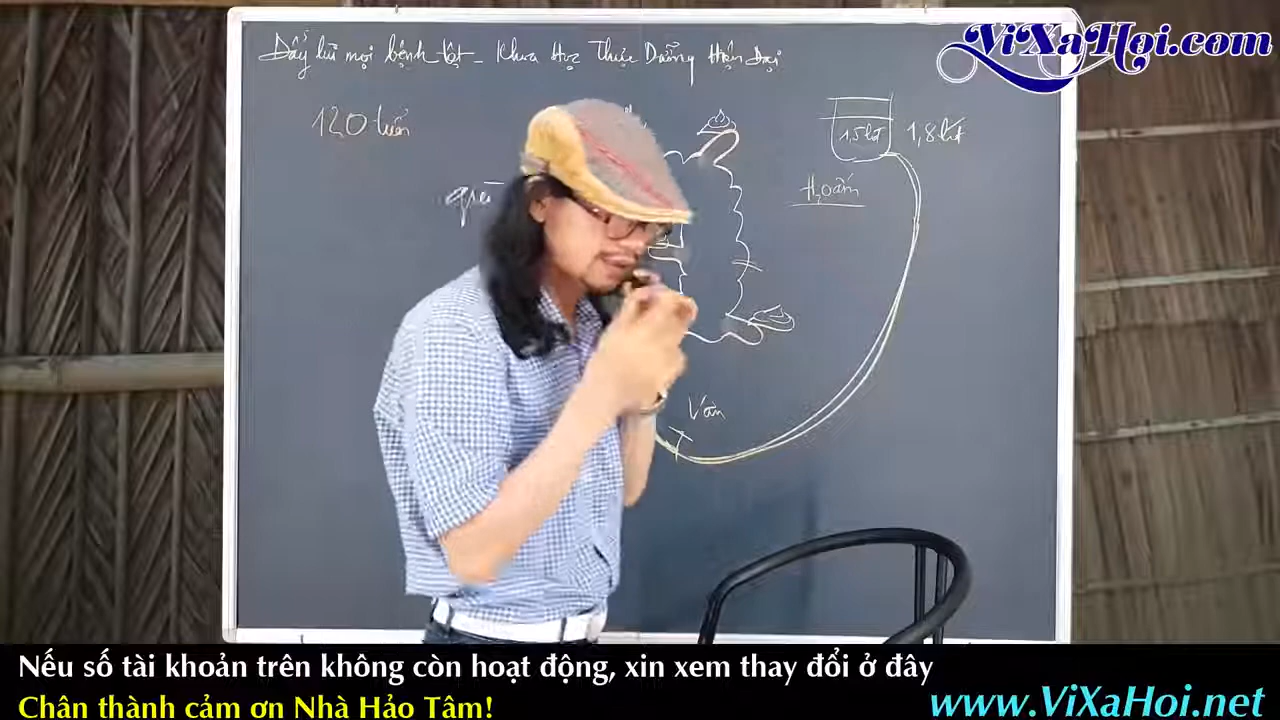 ViXaHoi.com
Đẩy lùi mọi bệnh tật - Khoa Học Thực Dưỡng Hiện Đại
120 tuổi
1,5 lít 1,8 lít
H₂O ấm
Van
Nếu số tài khoản trên không còn hoạt động, xin xem thay đổi ở đây
Chân thành cảm ơn Nhà Hảo Tâm!
www.ViXaHoi.net